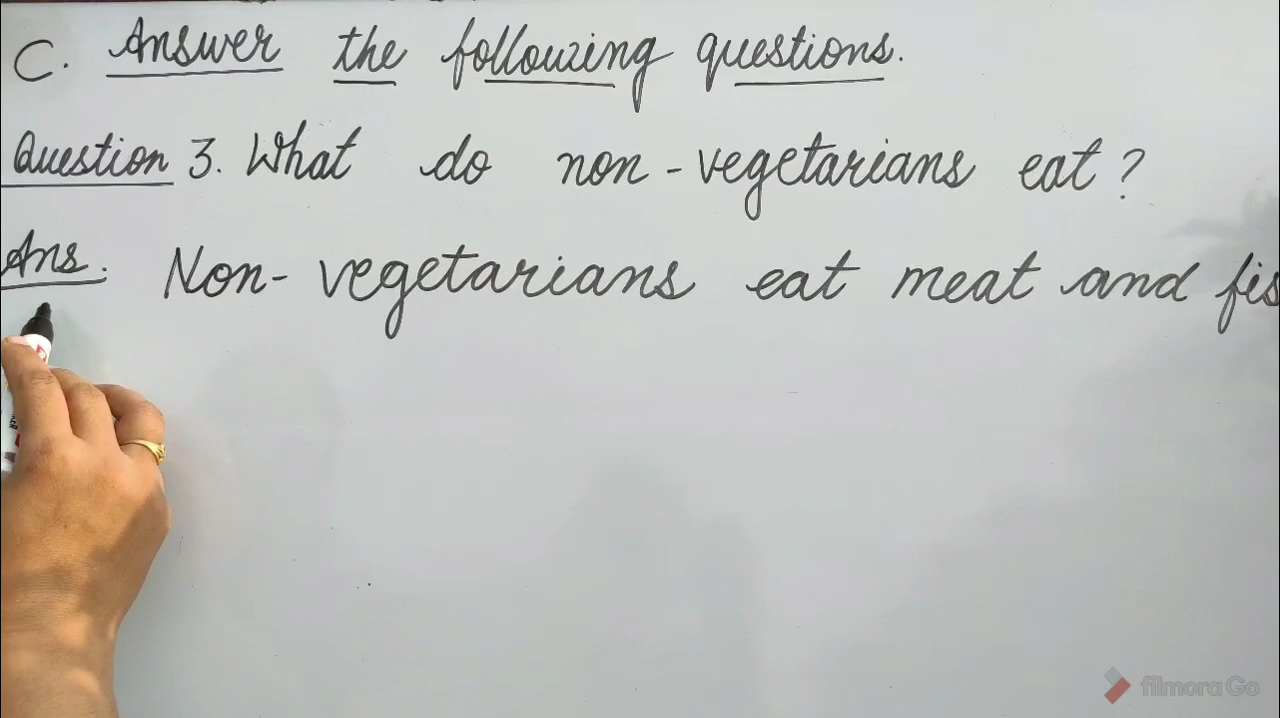 C. Answer the following questions.
Question 3. What do non-vegetarians eat?
Ans. Non-vegetarians eat meat and fis
filmora Go